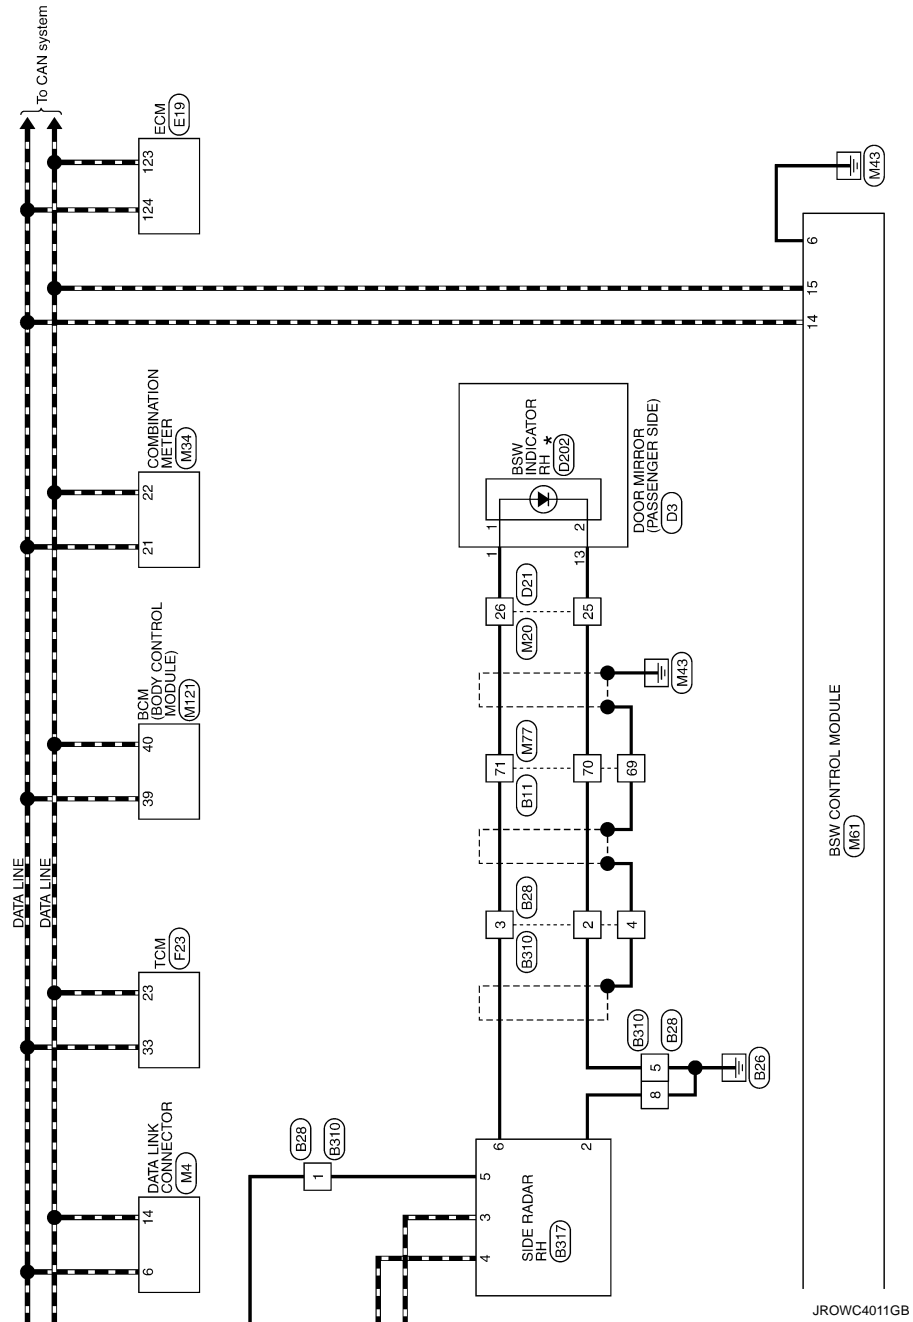 To CAN system
DATA LINE
DATA LINE
DATA LINK
CONNECTOR
M4
6
14
TCM
F23
33
23
BCM
(BODY CONTROL
MODULE)
M121
39
40
COMBINATION
METER
M34
21
22
ECM
E19
124
123
B28
B310
1
SIDE RADAR
RH
B317
4
3
5
6
2
B310
B28
3
2
4
B11
M77
71
70
69
M20
D21
26
25
M43
1
13
1
2
BSW
INDICATOR
RH *
D202
DOOR MIRROR
(PASSENGER SIDE)
D3
B310
B28
8
5
B26
BSW CONTROL MODULE
M61
14
15
6
M43
JROWC4011GB